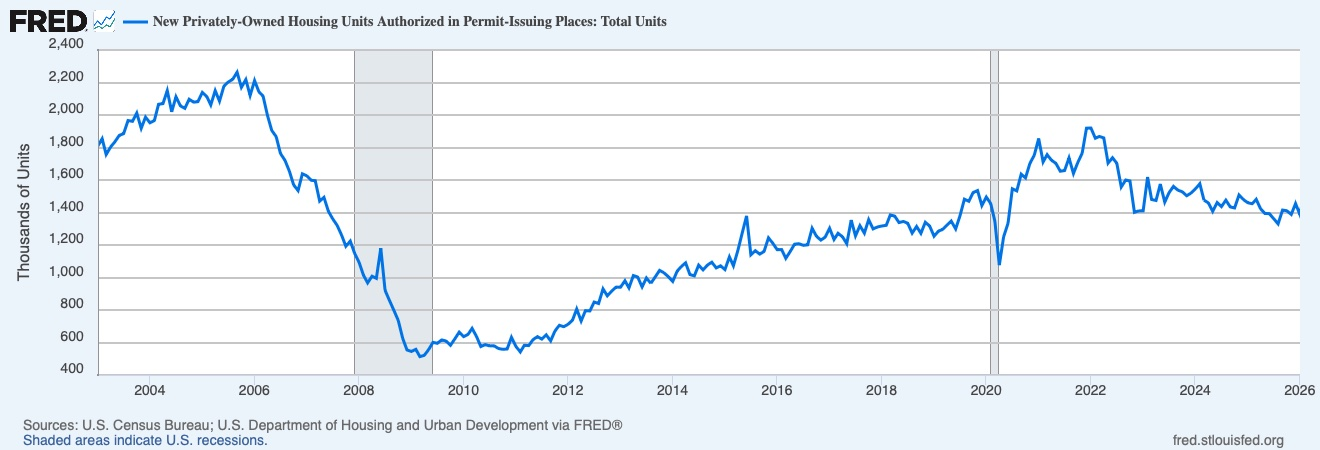 FRED New Privately-Owned Housing Units Authorized in Permit-Issuing Places: Total Units
Thousands of Units
2,400
2,200
2,000
1,800
1,600
1,400
1,200
1,000
800
600
400
2004 2006 2008 2010 2012 2014 2016 2018 2020 2022 2024 2026
Sources: U.S. Census Bureau; U.S. Department of Housing and Urban Development via FRED®
Shaded areas indicate U.S. recessions.
fred.stlouisfed.org